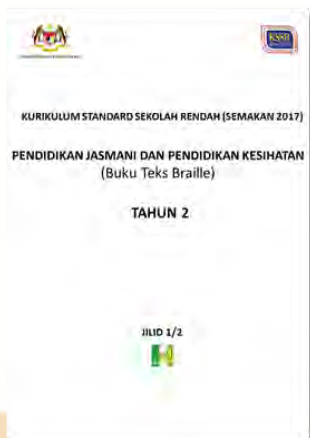 KSSR
KURIKULUM STANDARD SEKOLAH RENDAH (SEMAKAN 2017)
PENDIDIKAN JASMANI DAN PENDIDIKAN KESIHATAN
(Buku Teks Braille)
TAHUN 2
JILID 1/2